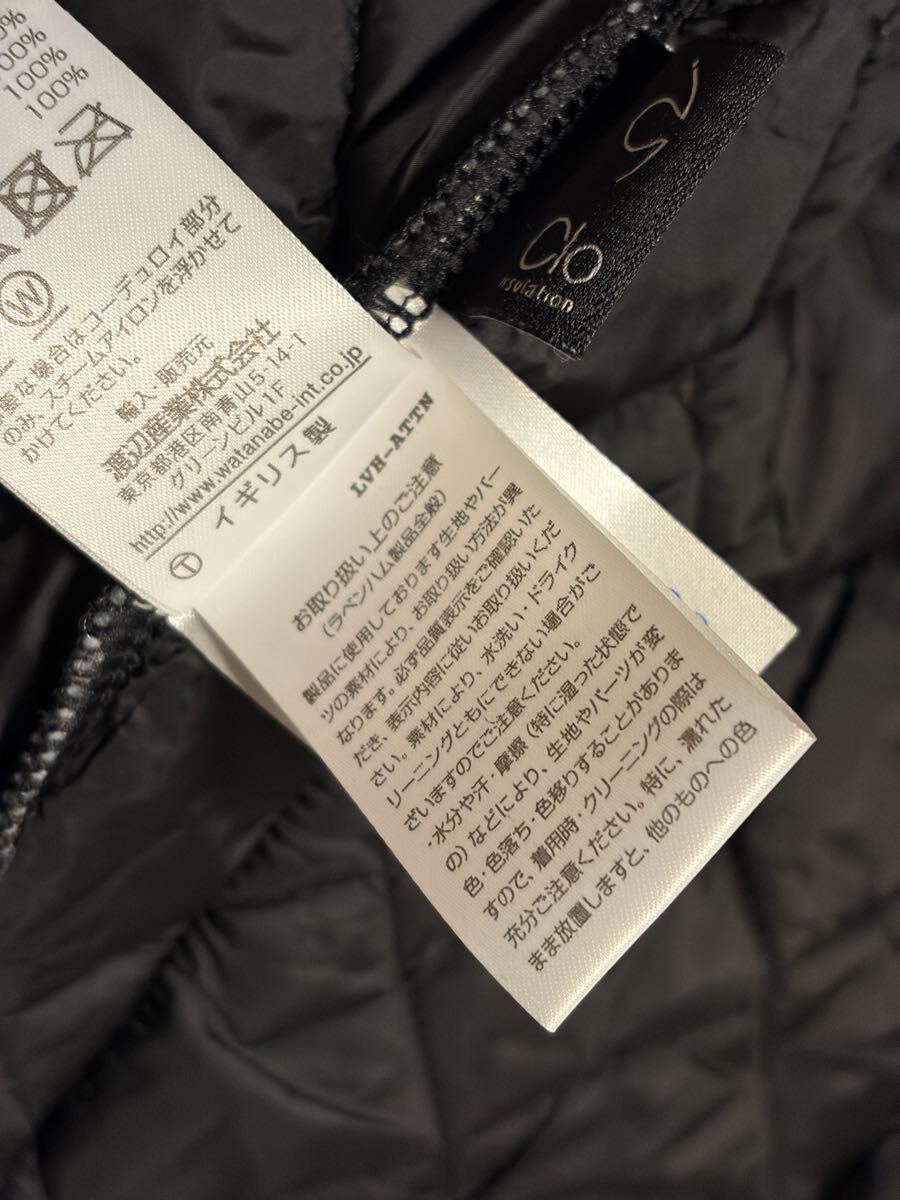 100%
100%
100%
W
要な場合はコーデュロイ部分
のみ、スチームアイロンを浮かせて
かけてください。
輸入、販売元
渡辺産業株式会社
東京都港区南青山5-14-1
グリーンビル1F
http://www.watanabe-int.co.jp
Ⓣ イギリス製
LVH-ATTN
お取り扱い上のご注意
(ラベンハム製品全般)
製品に使用しております生地やパー
ツの素材により、お取り扱い方法が異
なります。必ず品質表示をご確認いた
だき、表示内容に従いお取り扱いくだ
さい。素材により、水洗い・ドライク
リーニングともにできない場合がご
ざいますのでご注意ください。
・水分や汗・摩擦(特に湿った状態で
の)などにより、生地やパーツが変
色・色落ち・色移りすることがありま
すので、着用時・クリーニングの際は
充分ご注意ください。特に、濡れた
まま放置しますと、他のものへの色
Clo
nsulation